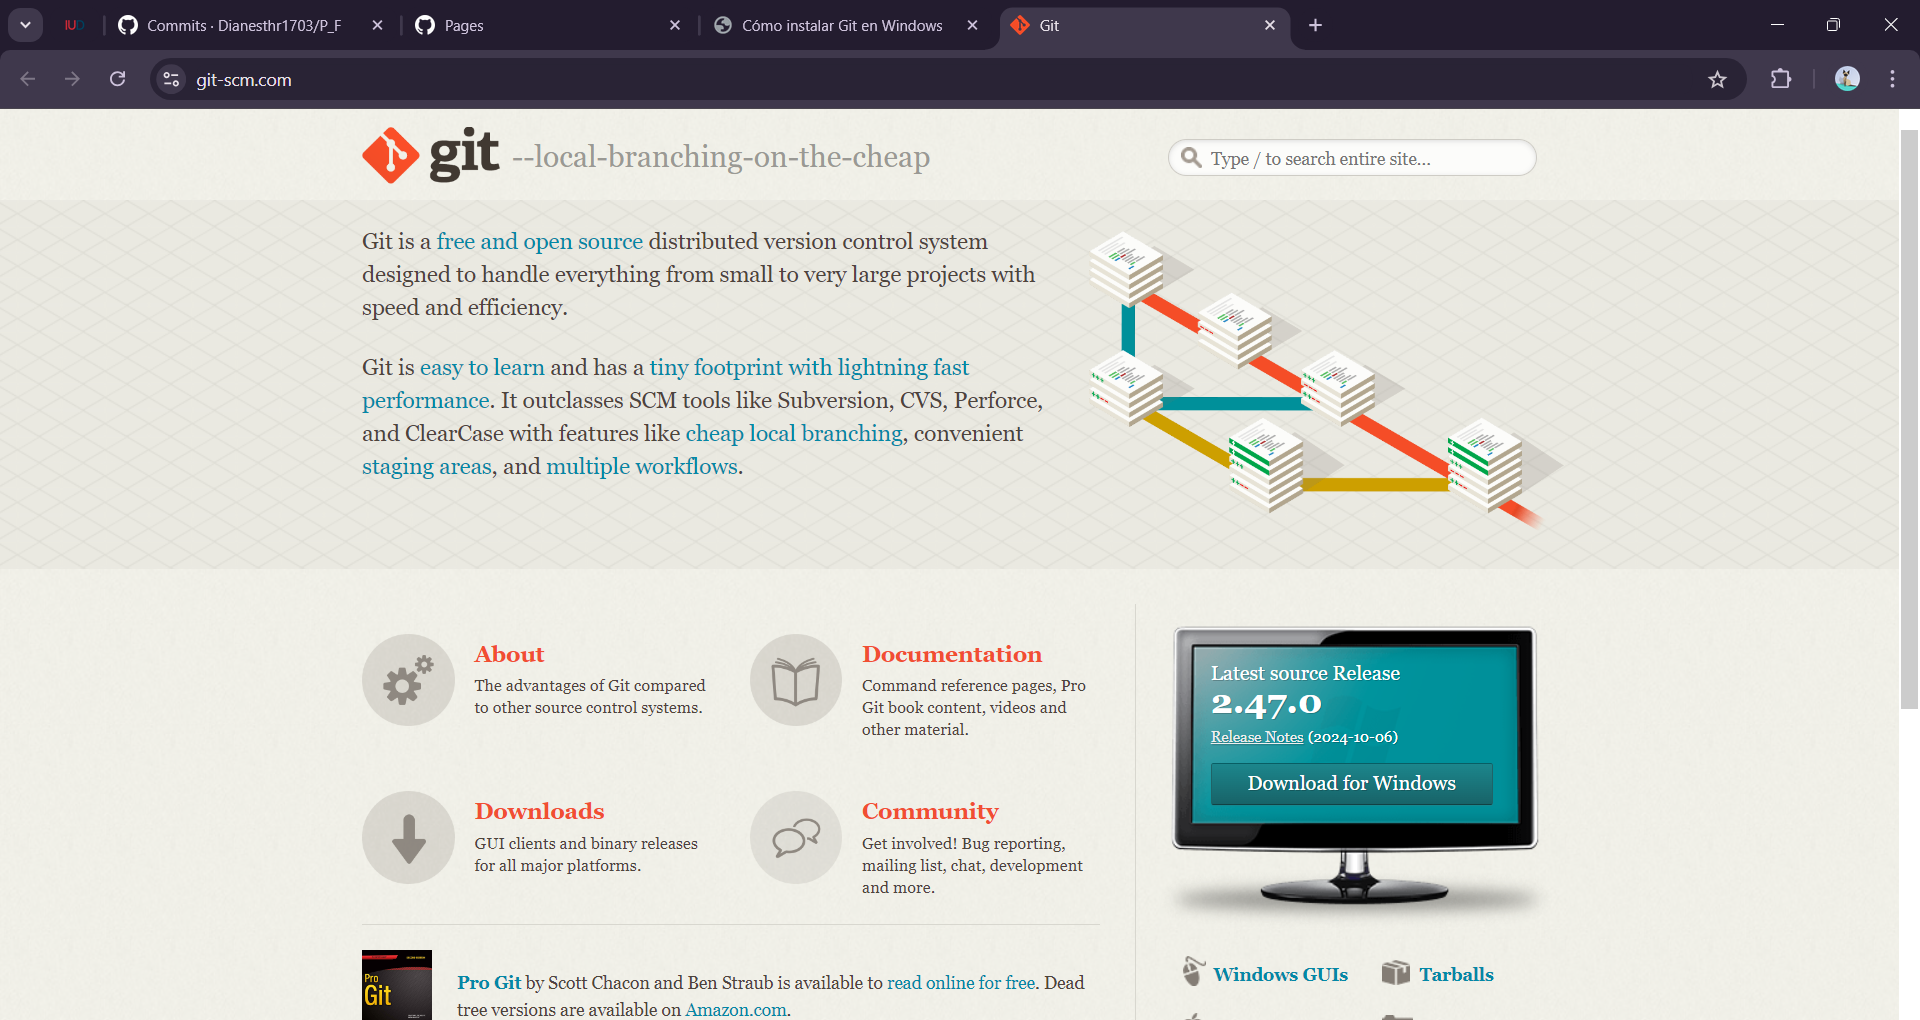 IUD
Commits · Dianesthr1703/P_F
Pages
Cómo instalar Git en Windows
Git
git-scm.com
git --local-branching-on-the-cheap
Type / to search entire site...
Git is a free and open source distributed version control system
designed to handle everything from small to very large projects with
speed and efficiency.
Git is easy to learn and has a tiny footprint with lightning fast
performance. It outclasses SCM tools like Subversion, CVS, Perforce,
and ClearCase with features like cheap local branching, convenient
staging areas, and multiple workflows.
About
The advantages of Git compared
to other source control systems.
Documentation
Command reference pages, Pro
Git book content, videos and
other material.
Downloads
GUI clients and binary releases
for all major platforms.
Community
Get involved! Bug reporting,
mailing list, chat, development
and more.
Latest source Release
2.47.0
Release Notes (2024-10-06)
Download for Windows
Windows GUIs
Tarballs
Pro
Git
Pro Git by Scott Chacon and Ben Straub is available to read online for free. Dead
tree versions are available on Amazon.com.